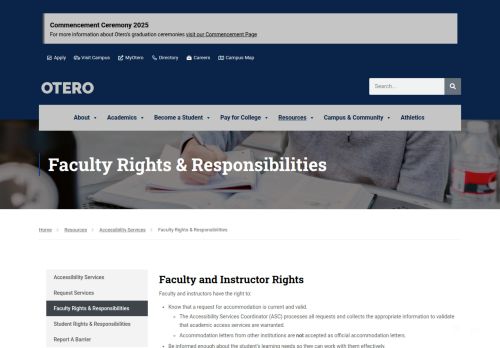 Commencement Ceremony 2025
For more information about Otero's graduation ceremonies visit our Commencement Page
Apply Visit Campus MyOtero Directory Careers Campus Map
OTERO
Search...
About Academics Become a Student Pay for College Resources Campus & Community Athletics
Faculty Rights & Responsibilities
Home Resources Accessibility Services Faculty Rights & Responsibilities
Accessibility Services
Request Services
Faculty Rights & Responsibilities
Student Rights & Responsibilities
Report A Barrier
Faculty and Instructor Rights
Faculty and instructors have the right to:
Know that a request for accommodation is current and valid.
The Accessibility Services Coordinator (ASC) processes all requests and collects the appropriate information to validate
that academic access services are warranted.
Accommodation letters from other institutions are not accepted as official accommodation letters.
Be informed enough about the student's learning needs so they can work with them effectively.